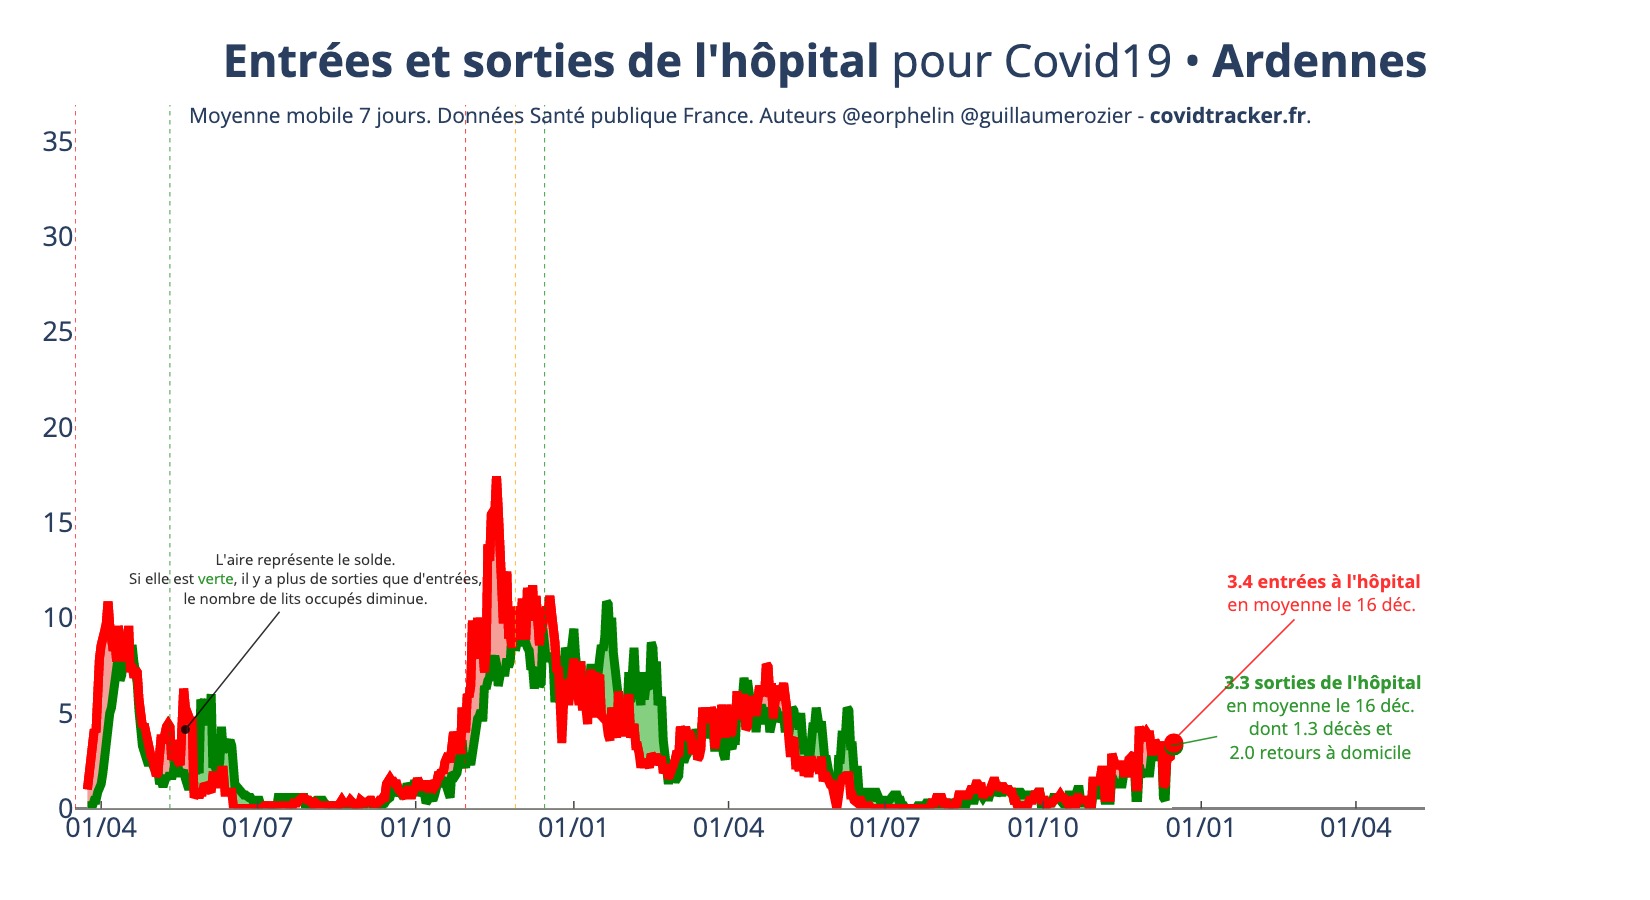 Entrées et sorties de l'hôpital pour Covid19 • Ardennes
Moyenne mobile 7 jours. Données Santé publique France. Auteurs @eorphelin @guillaumerozier - covidtracker.fr.
35
30
25
20
15
10
5
0
L'aire représente le solde.
Si elle est verte, il y a plus de sorties que d'entrées,
le nombre de lits occupés diminue.
3.4 entrées à l'hôpital
en moyenne le 16 déc.
3.3 sorties de l'hôpital
en moyenne le 16 déc.
dont 1.3 décès et
2.0 retours à domicile
01/04 01/07 01/10 01/01 01/04 01/07 01/10 01/01 01/04